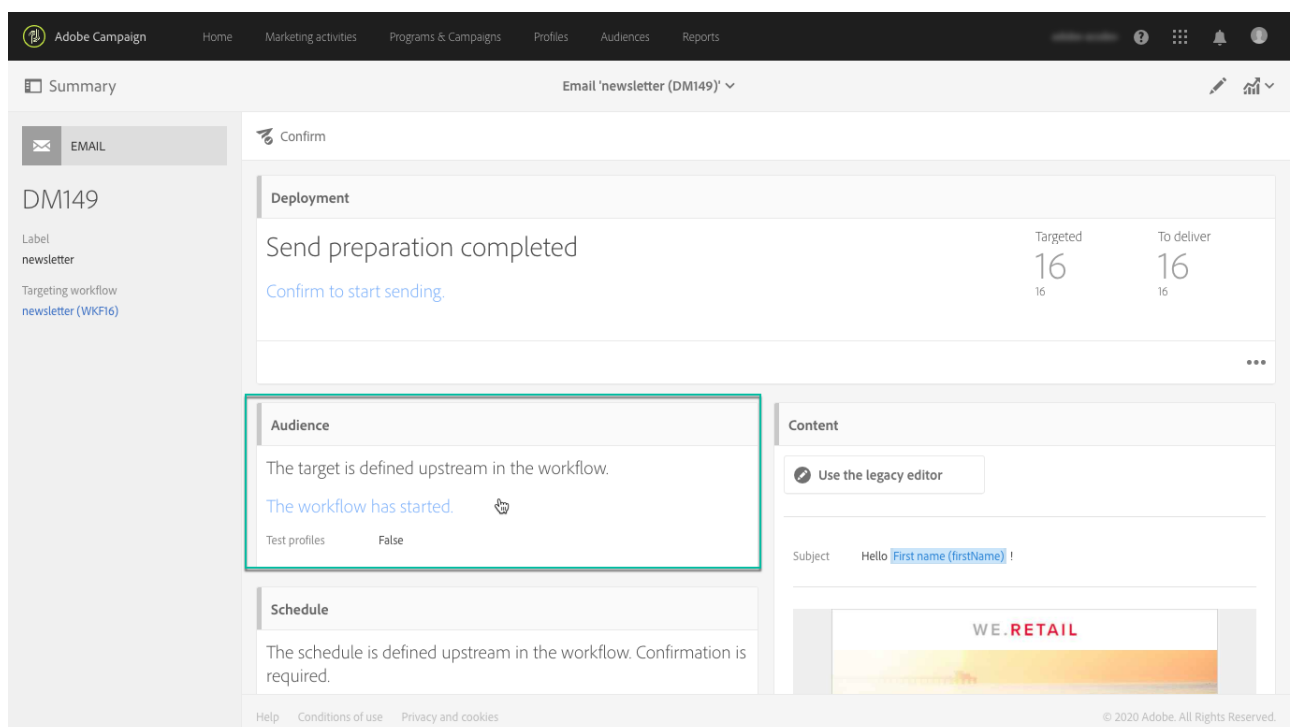 Adobe Campaign Home Marketing activities Programs & Campaigns Profiles Audiences Reports
Summary Email 'newsletter (DM149)'
EMAIL
Confirm
DM149
Label
newsletter
Targeting workflow
newsletter (WKF16)
Deployment
Send preparation completed
Confirm to start sending.
Targeted To deliver
16 16
16 16
Audience
The target is defined upstream in the workflow.
The workflow has started.
Test profiles False
Schedule
The schedule is defined upstream in the workflow. Confirmation is
required.
Content
Use the legacy editor
Subject Hello First name (firstName) !
WE.RETAIL
Help Conditions of use Privacy and cookies © 2020 Adobe. All Rights Reserved.